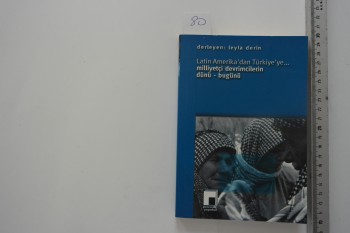 80
derleyen: leyla derin
Latin Amerika'dan Türkiye'ye...
milliyetçi devrimcilerin
dünü - bugünü